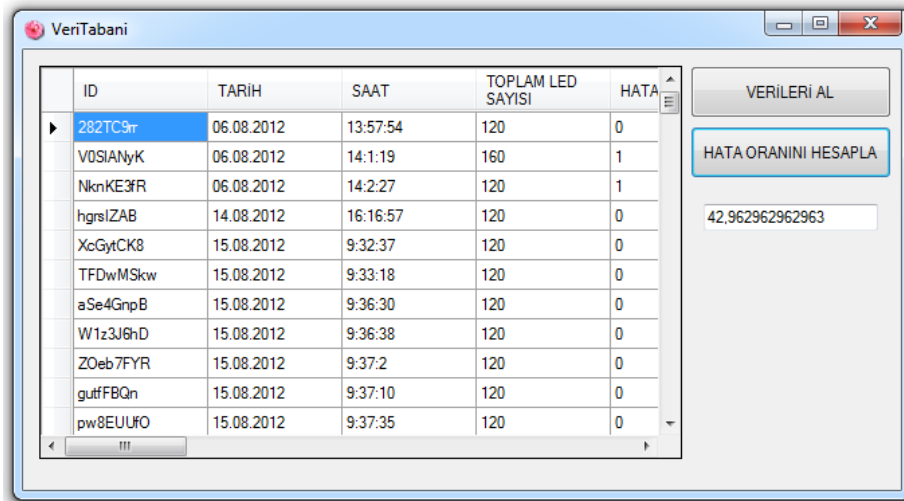 VeriTabani
ID TARİH SAAT TOPLAM LED SAYISI HATA
282TC9rr 06.08.2012 13:57:54 120 0
V0SIANyK 06.08.2012 14:1:19 160 1
NknKE3fR 06.08.2012 14:2:27 120 1
hgrsIZAB 14.08.2012 16:16:57 120 0
XcGytCK8 15.08.2012 9:32:37 120 0
TFDwMSkw 15.08.2012 9:33:18 120 0
aSe4GnpB 15.08.2012 9:36:30 120 0
W1z3J6hD 15.08.2012 9:36:38 120 0
ZOeb7FYR 15.08.2012 9:37:2 120 0
gutfFBQn 15.08.2012 9:37:10 120 0
pw8EUUfO 15.08.2012 9:37:35 120 0
VERİLERİ AL
HATA ORANINI HESAPLA
42,962962962963